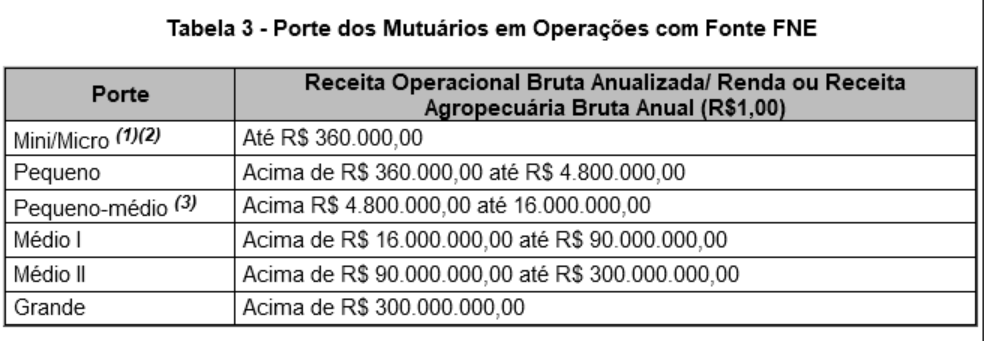 Tabela 3 - Porte dos Mutuários em Operações com Fonte FNE
Porte
Receita Operacional Bruta Anualizada/ Renda ou Receita
Agropecuária Bruta Anual (R$1,00)
Mini/Micro (1)(2)
Até R$ 360.000,00
Pequeno
Acima de R$ 360.000,00 até R$ 4.800.000,00
Pequeno-médio (3)
Acima R$ 4.800.000,00 até 16.000.000,00
Médio I
Acima de R$ 16.000.000,00 até R$ 90.000.000,00
Médio II
Acima de R$ 90.000.000,00 até R$ 300.000.000,00
Grande
Acima de R$ 300.000.000,00